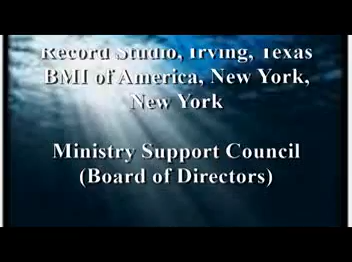 Record Studio, Irving, Texas
BMI of America, New York,
New York
Ministry Support Council
(Board of Directors)